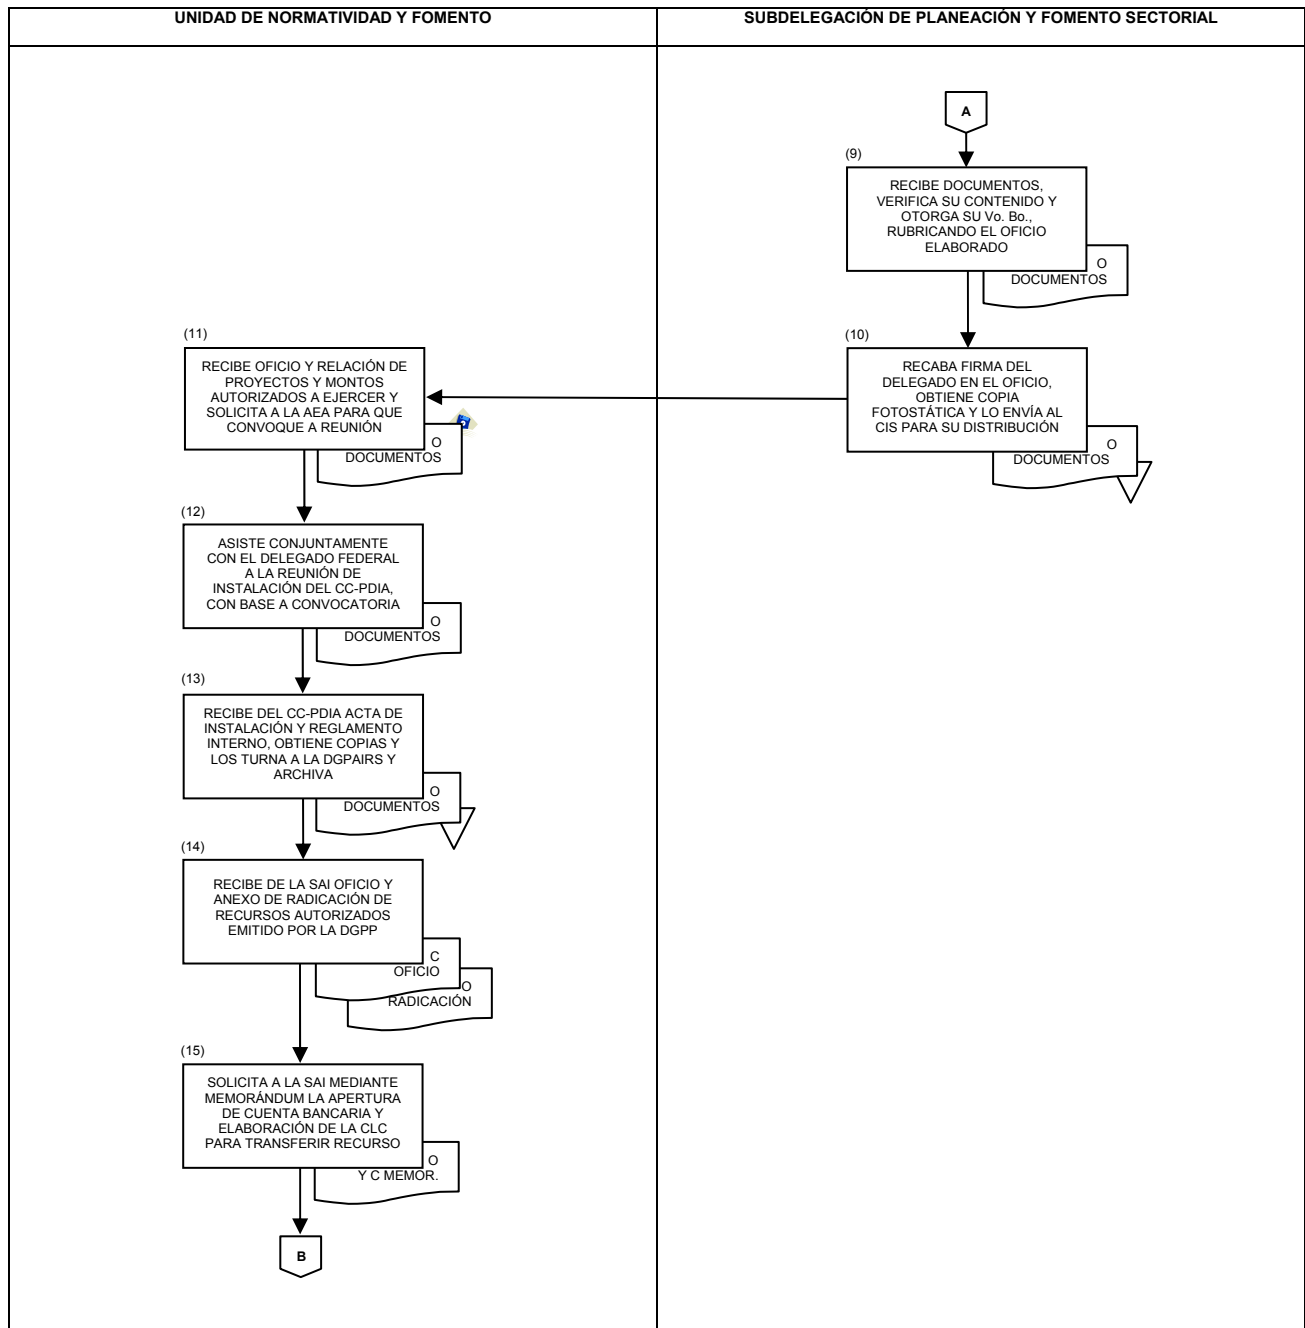 UNIDAD DE NORMATIVIDAD Y FOMENTO
SUBDELEGACIÓN DE PLANEACIÓN Y FOMENTO SECTORIAL
A
(9)
RECIBE DOCUMENTOS,
VERIFICA SU CONTENIDO Y
OTORGA SU Vo. Bo.,
RUBRICANDO EL OFICIO
ELABORADO
O
DOCUMENTOS
(10)
RECABA FIRMA DEL
DELEGADO EN EL OFICIO,
OBTIENE COPIA
FOTOSTÁTICA Y LO ENVÍA AL
CIS PARA SU DISTRIBUCIÓN
O
DOCUMENTOS
(11)
RECIBE OFICIO Y RELACIÓN DE
PROYECTOS Y MONTOS
AUTORIZADOS A EJERCER Y
SOLICITA A LA AEA PARA QUE
CONVOQUE A REUNIÓN
O
DOCUMENTOS
(12)
ASISTE CONJUNTAMENTE
CON EL DELEGADO FEDERAL
A LA REUNIÓN DE
INSTALACIÓN DEL CC-PDIA,
CON BASE A CONVOCATORIA
O
DOCUMENTOS
(13)
RECIBE DEL CC-PDIA ACTA DE
INSTALACIÓN Y REGLAMENTO
INTERNO, OBTIENE COPIAS Y
LOS TURNA A LA DGPAIRS Y
ARCHIVA
O
DOCUMENTOS
(14)
RECIBE DE LA SAI OFICIO Y
ANEXO DE RADICACIÓN DE
RECURSOS AUTORIZADOS
EMITIDO POR LA DGPP
C
OFICIO
O
RADICACIÓN
(15)
SOLICITA A LA SAI MEDIANTE
MEMORÁNDUM LA APERTURA
DE CUENTA BANCARIA Y
ELABORACIÓN DE LA CLC
PARA TRANSFERIR RECURSO
O
Y C MEMOR.
B